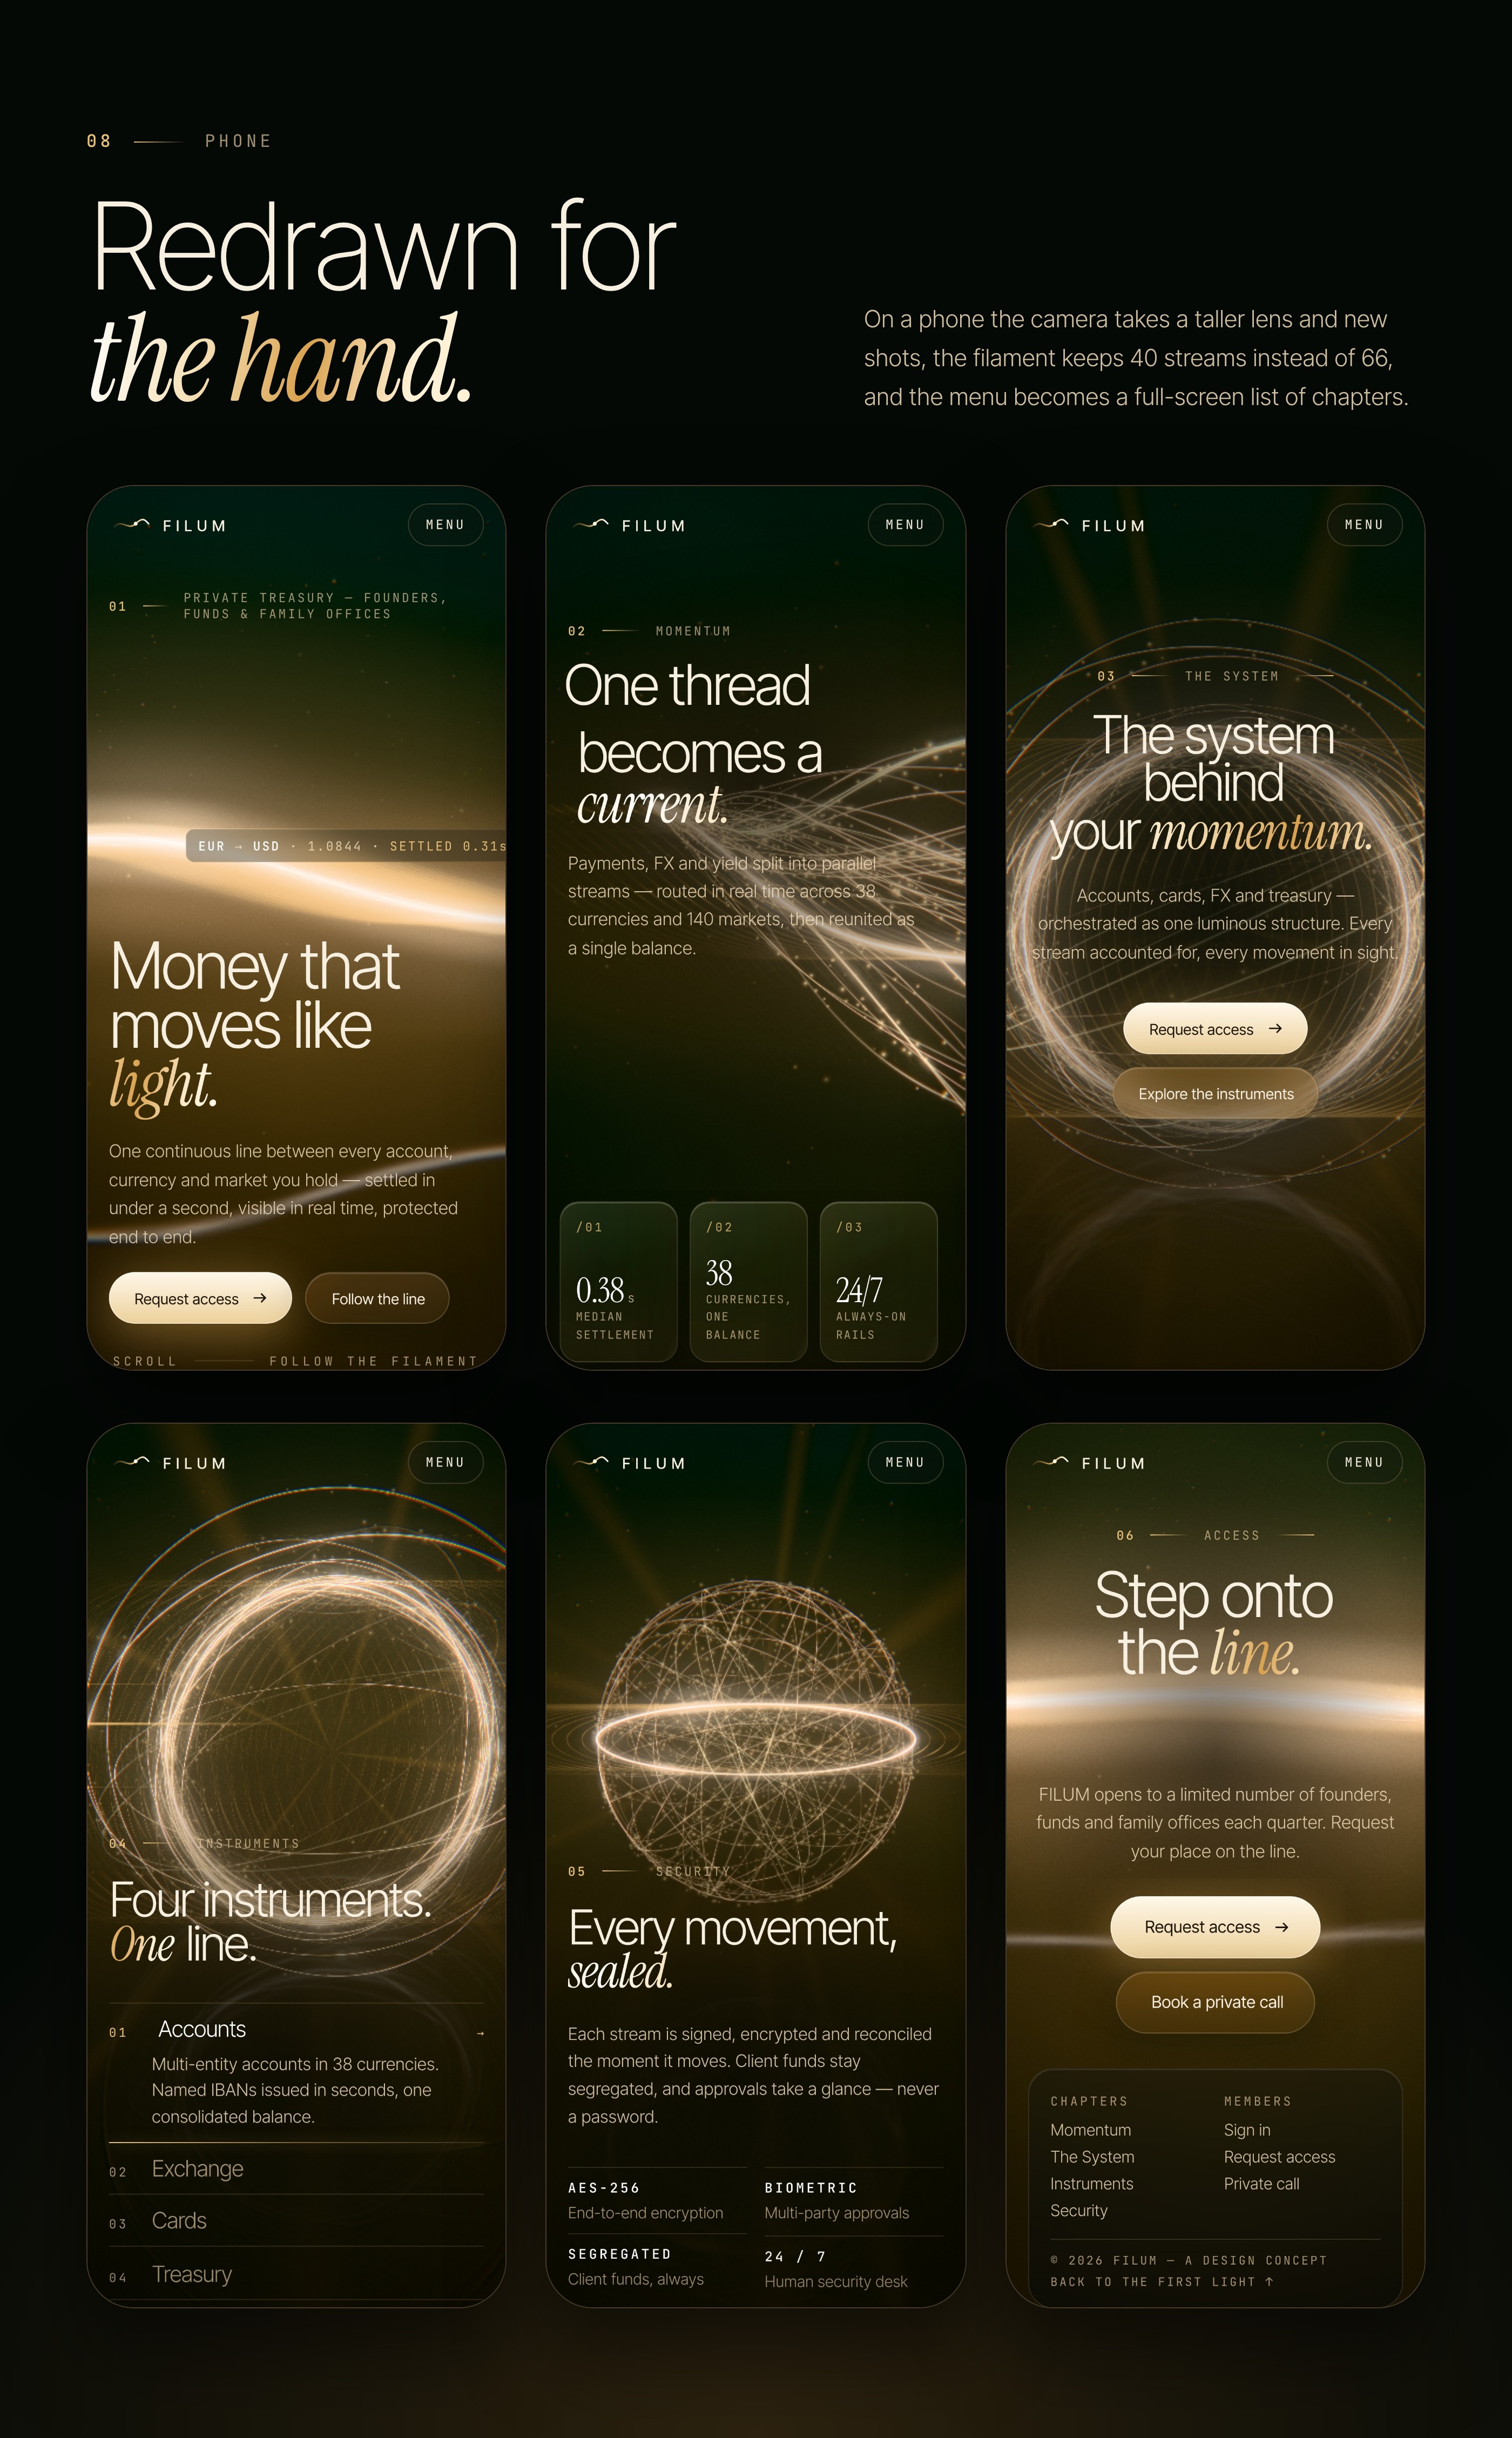 08 PHONE
Redrawn for
the hand.
On a phone the camera takes a taller lens and new
shots, the filament keeps 40 streams instead of 66,
and the menu becomes a full-screen list of chapters.
FILUM MENU
01 PRIVATE TREASURY — FOUNDERS,
FUNDS & FAMILY OFFICES
EUR → USD · 1.0844 · SETTLED 0.31s
Money that
moves like
light.
One continuous line between every account,
currency and market you hold — settled in
under a second, visible in real time, protected
end to end.
Request access → Follow the line
SCROLL FOLLOW THE FILAMENT
FILUM MENU
02 MOMENTUM
One thread
becomes a
current.
Payments, FX and yield split into parallel
streams — routed in real time across 38
currencies and 140 markets, then reunited as
a single balance.
/01
0.38 s
MEDIAN
SETTLEMENT
/02
38
CURRENCIES,
ONE
BALANCE
/03
24/7
ALWAYS-ON
RAILS
FILUM MENU
03 THE SYSTEM
The system
behind
your momentum.
Accounts, cards, FX and treasury —
orchestrated as one luminous structure. Every
stream accounted for, every movement in sight.
Request access →
Explore the instruments
FILUM MENU
04 INSTRUMENTS
Four instruments.
One line.
01 Accounts →
Multi-entity accounts in 38 currencies.
Named IBANs issued in seconds, one
consolidated balance.
02 Exchange
03 Cards
04 Treasury
FILUM MENU
05 SECURITY
Every movement,
sealed.
Each stream is signed, encrypted and reconciled
the moment it moves. Client funds stay
segregated, and approvals take a glance — never
a password.
AES-256
End-to-end encryption
BIOMETRIC
Multi-party approvals
SEGREGATED
Client funds, always
24 / 7
Human security desk
FILUM MENU
06 ACCESS
Step onto
the line.
FILUM opens to a limited number of founders,
funds and family offices each quarter. Request
your place on the line.
Request access →
Book a private call
CHAPTERS
Momentum
The System
Instruments
Security
MEMBERS
Sign in
Request access
Private call
© 2026 FILUM — A DESIGN CONCEPT
BACK TO THE FIRST LIGHT ↑